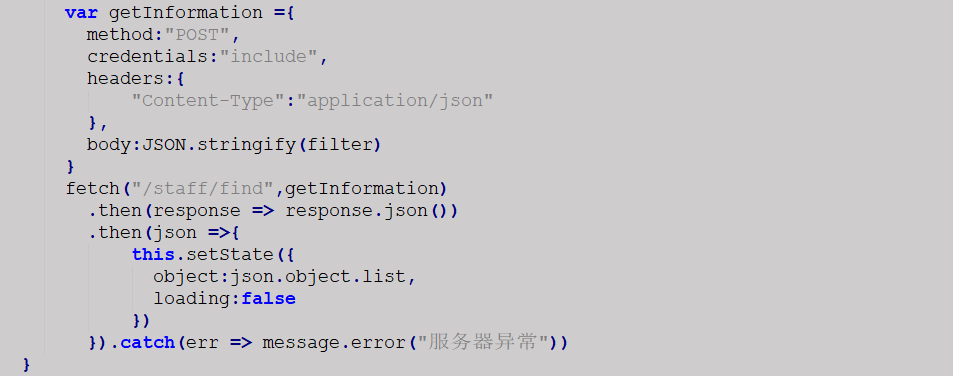 var getInformation ={
method:"POST",
credentials:"include",
headers:{
"Content-Type":"application/json"
},
body:JSON.stringify(filter)
}
fetch("/staff/find",getInformation)
.then(response => response.json())
.then(json =>{
this.setState({
object:json.object.list,
loading:false
})
}).catch(err => message.error("服务器异常"))
}